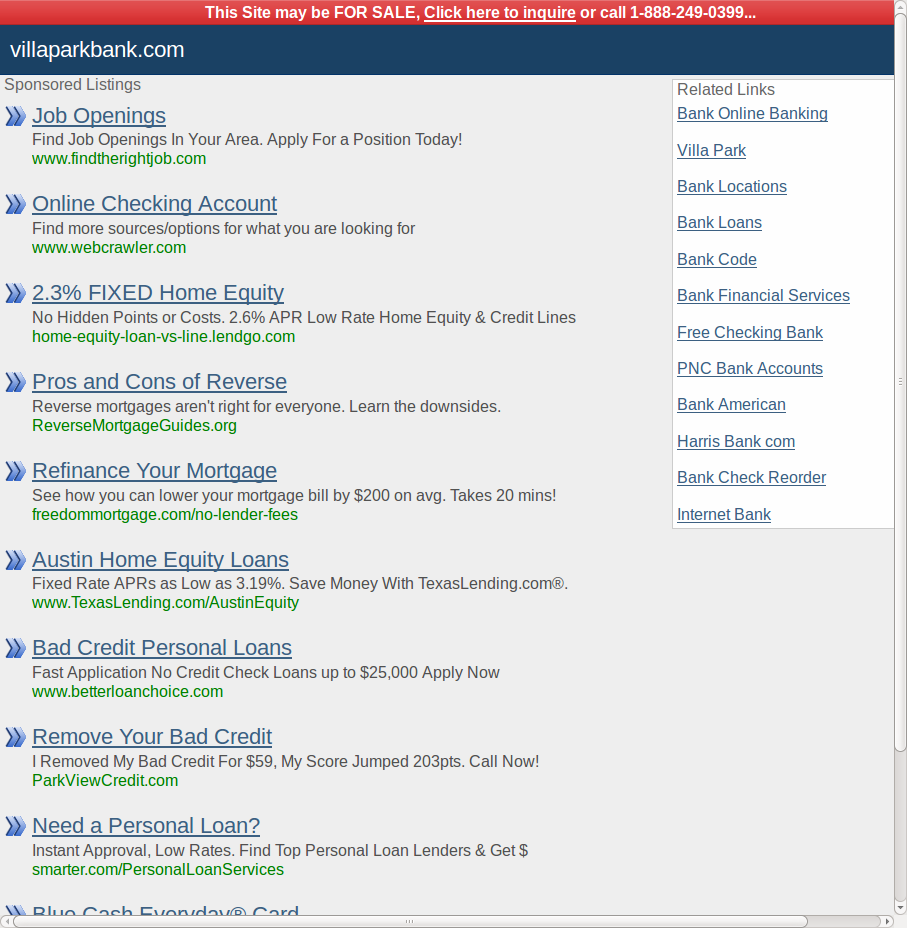 This Site may be FOR SALE, Click here to inquire or call 1-888-249-0399...
villaparkbank.com
Sponsored Listings
Job Openings
Find Job Openings In Your Area. Apply For a Position Today!
www.findtherightjob.com
Online Checking Account
Find more sources/options for what you are looking for
www.webcrawler.com
2.3% FIXED Home Equity
No Hidden Points or Costs. 2.6% APR Low Rate Home Equity & Credit Lines
home-equity-loan-vs-line.lendgo.com
Pros and Cons of Reverse
Reverse mortgages aren't right for everyone. Learn the downsides.
ReverseMortgageGuides.org
Refinance Your Mortgage
See how you can lower your mortgage bill by $200 on avg. Takes 20 mins!
freedommortgage.com/no-lender-fees
Austin Home Equity Loans
Fixed Rate APRs as Low as 3.19%. Save Money With TexasLending.com®.
www.TexasLending.com/AustinEquity
Bad Credit Personal Loans
Fast Application No Credit Check Loans up to $25,000 Apply Now
www.betterloanchoice.com
Remove Your Bad Credit
I Removed My Bad Credit For $59, My Score Jumped 203pts. Call Now!
ParkViewCredit.com
Need a Personal Loan?
Instant Approval, Low Rates. Find Top Personal Loan Lenders & Get $
smarter.com/PersonalLoanServices
Blue Cash Everyday® Card
Related Links
Bank Online Banking
Villa Park
Bank Locations
Bank Loans
Bank Code
Bank Financial Services
Free Checking Bank
PNC Bank Accounts
Bank American
Harris Bank com
Bank Check Reorder
Internet Bank